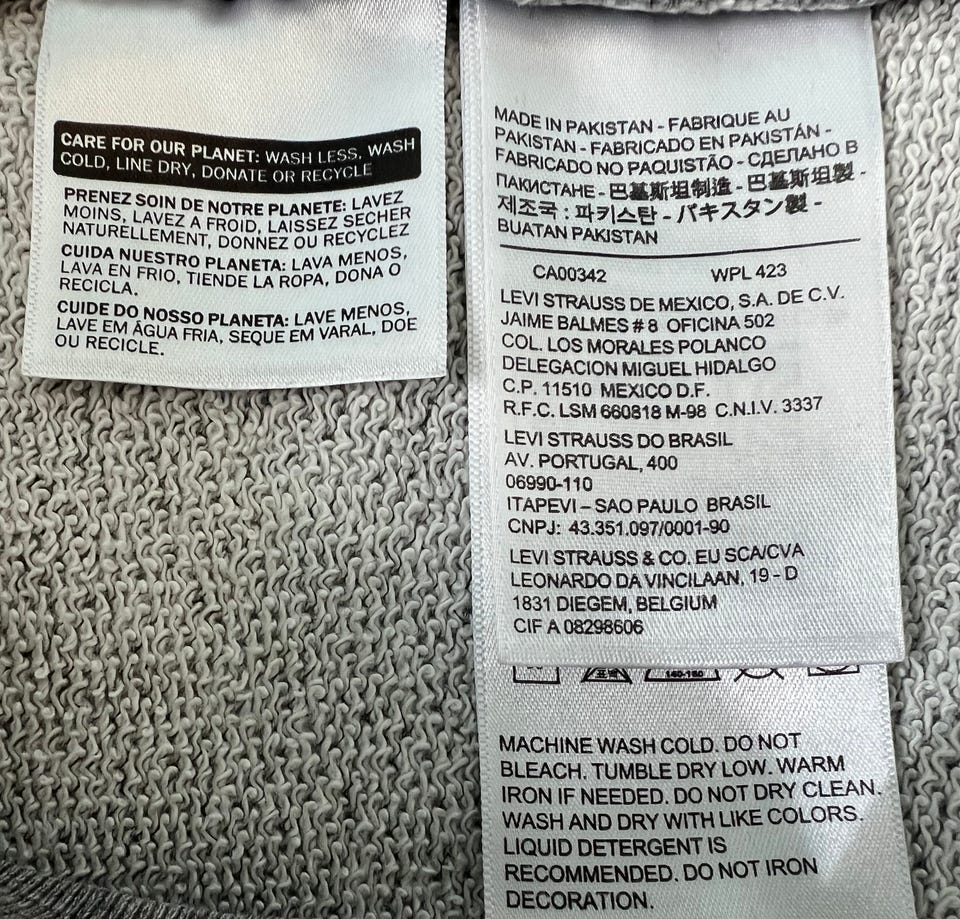 CARE FOR OUR PLANET: WASH LESS, WASH
COLD, LINE DRY, DONATE OR RECYCLE
PRENEZ SOIN DE NOTRE PLANETE: LAVEZ
MOINS, LAVEZ A FROID, LAISSEZ SECHER
NATURELLEMENT, DONNEZ OU RECYCLEZ
CUIDA NUESTRO PLANETA: LAVA MENOS,
LAVA EN FRIO, TIENDE LA ROPA, DONA O
RECICLA.
CUIDE DO NOSSO PLANETA: LAVE MENOS,
LAVE EM ÁGUA FRIA, SEQUE EM VARAL, DOE
OU RECICLE.
MADE IN PAKISTAN - FABRIQUE AU
PAKISTAN - FABRICADO EN PAKISTÁN -
FABRICADO NO PAQUISTÃO - СДЕЛАНО В
ПАКИСТАНЕ - 巴基斯坦制造 - 巴基斯坦製 -
제조국 : 파키스탄 - パキスタン製 -
BUATAN PAKISTAN
CA00342 WPL 423
LEVI STRAUSS DE MEXICO, S.A. DE C.V.
JAIME BALMES # 8 OFICINA 502
COL. LOS MORALES POLANCO
DELEGACION MIGUEL HIDALGO
C.P. 11510 MEXICO D.F.
R.F.C. LSM 660818 M-98 C.N.I.V. 3337
LEVI STRAUSS DO BRASIL
AV. PORTUGAL, 400
06990-110
ITAPEVI – SAO PAULO BRASIL
CNPJ: 43.351.097/0001-90
LEVI STRAUSS & CO. EU SCA/CVA
LEONARDO DA VINCILAAN, 19 - D
1831 DIEGEM, BELGIUM
CIF A 08298606
140-160
MACHINE WASH COLD. DO NOT
BLEACH. TUMBLE DRY LOW. WARM
IRON IF NEEDED. DO NOT DRY CLEAN.
WASH AND DRY WITH LIKE COLORS.
LIQUID DETERGENT IS
RECOMMENDED. DO NOT IRON
DECORATION.